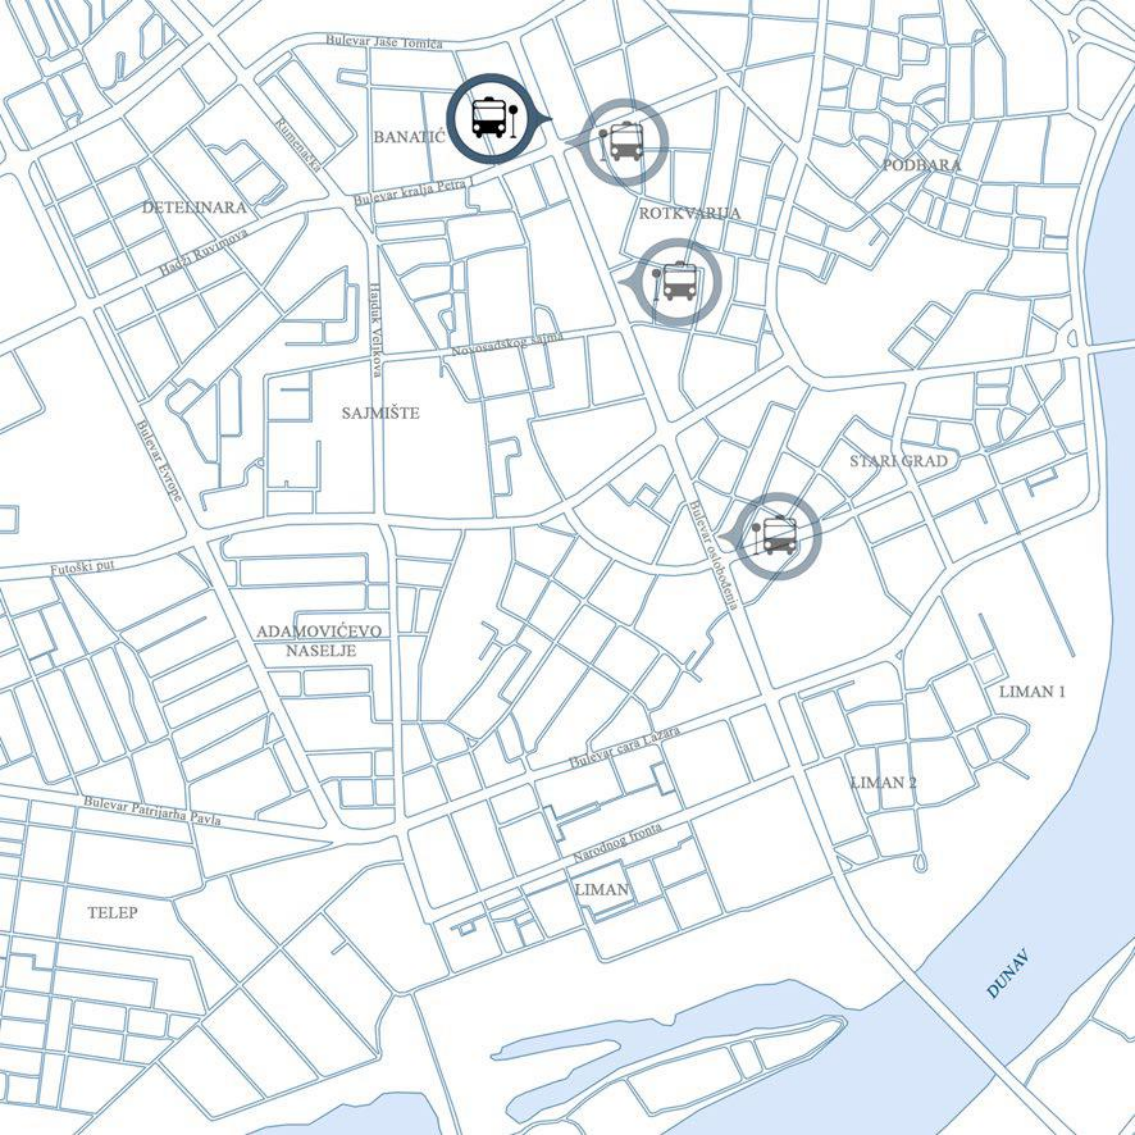 Bulevar Jaše Tomića
Rumenačka
BANATIĆ
PODBARA
Bulevar kralja Petra I
DETELINARA
ROTKVARIJA
Hadži Ruvimova
Hajduk Veljkova
Novosadskog sajma
SAJMIŠTE
Bulevar Evrope
STARI GRAD
Bulevar oslobođenja
Futoški put
ADAMOVIĆEVO
NASELJE
LIMAN 1
Bulevar cara Lazara
LIMAN 2
Bulevar Patrijarha Pavla
Narodnog fronta
LIMAN
TELEP
DUNAV